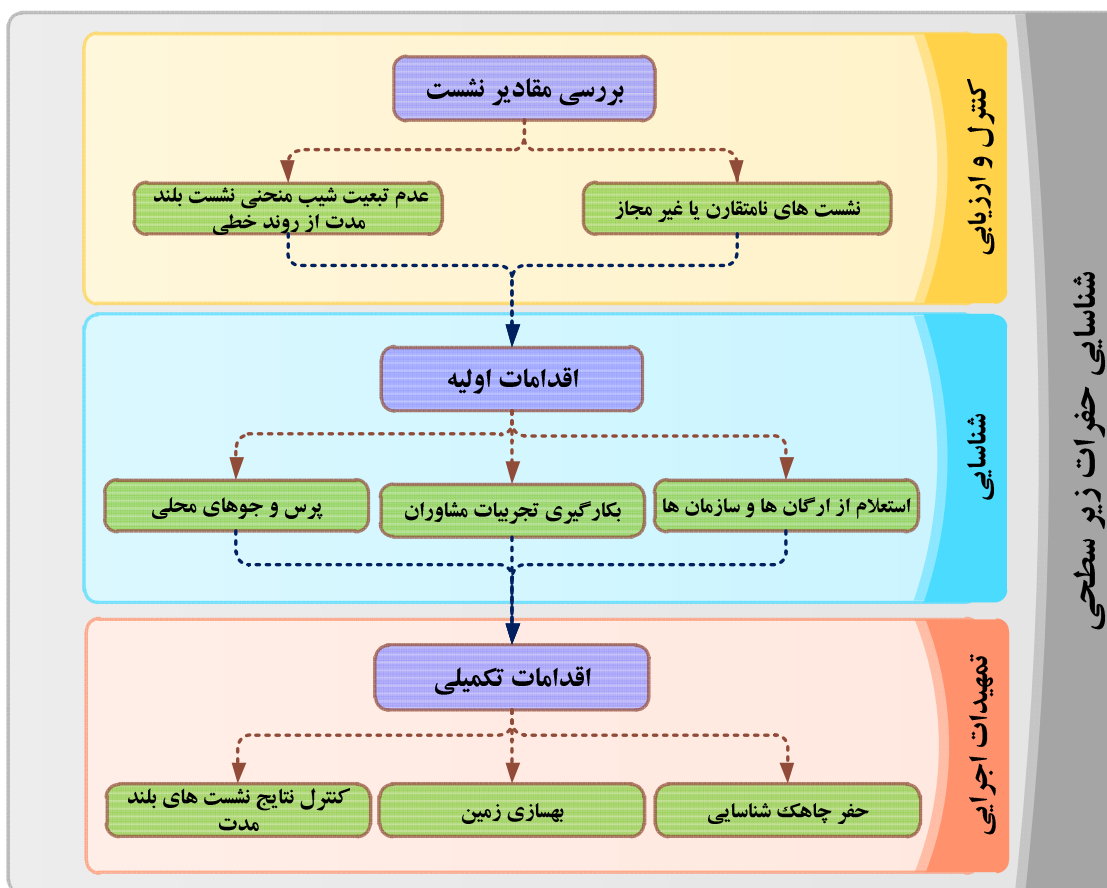 شناسایی حفرات زیر سطحی
کنترل و ارزیابی
بررسی مقادیر نشست
نشست های نامتقارن یا غیر مجاز
عدم تبعیت شیب منحنی نشست بلند
مدت از روند خطی
شناسایی
اقدامات اولیه
استعلام از ارگان ها و سازمان ها
بکارگیری تجربیات مشاوران
پرس و جوهای محلی
تمهیدات اجرایی
اقدامات تکمیلی
حفر چاهک شناسایی
بهسازی زمین
کنترل نتایج نشست های بلند
مدت